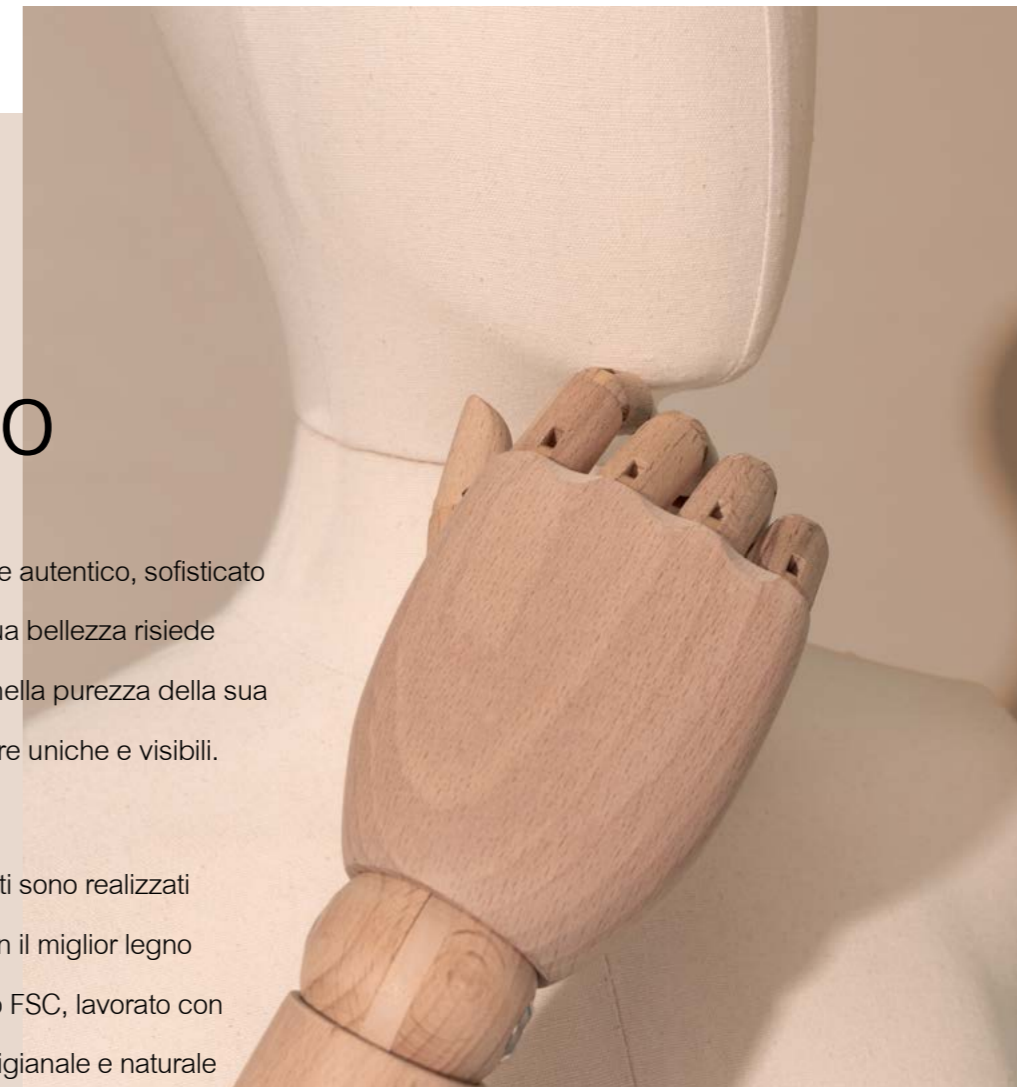 O
e autentico, sofisticato
bellezza risiede
nella purezza della sua
re uniche e visibili.
ti sono realizzati
n il miglior legno
FSC, lavorato con
igianale e naturale